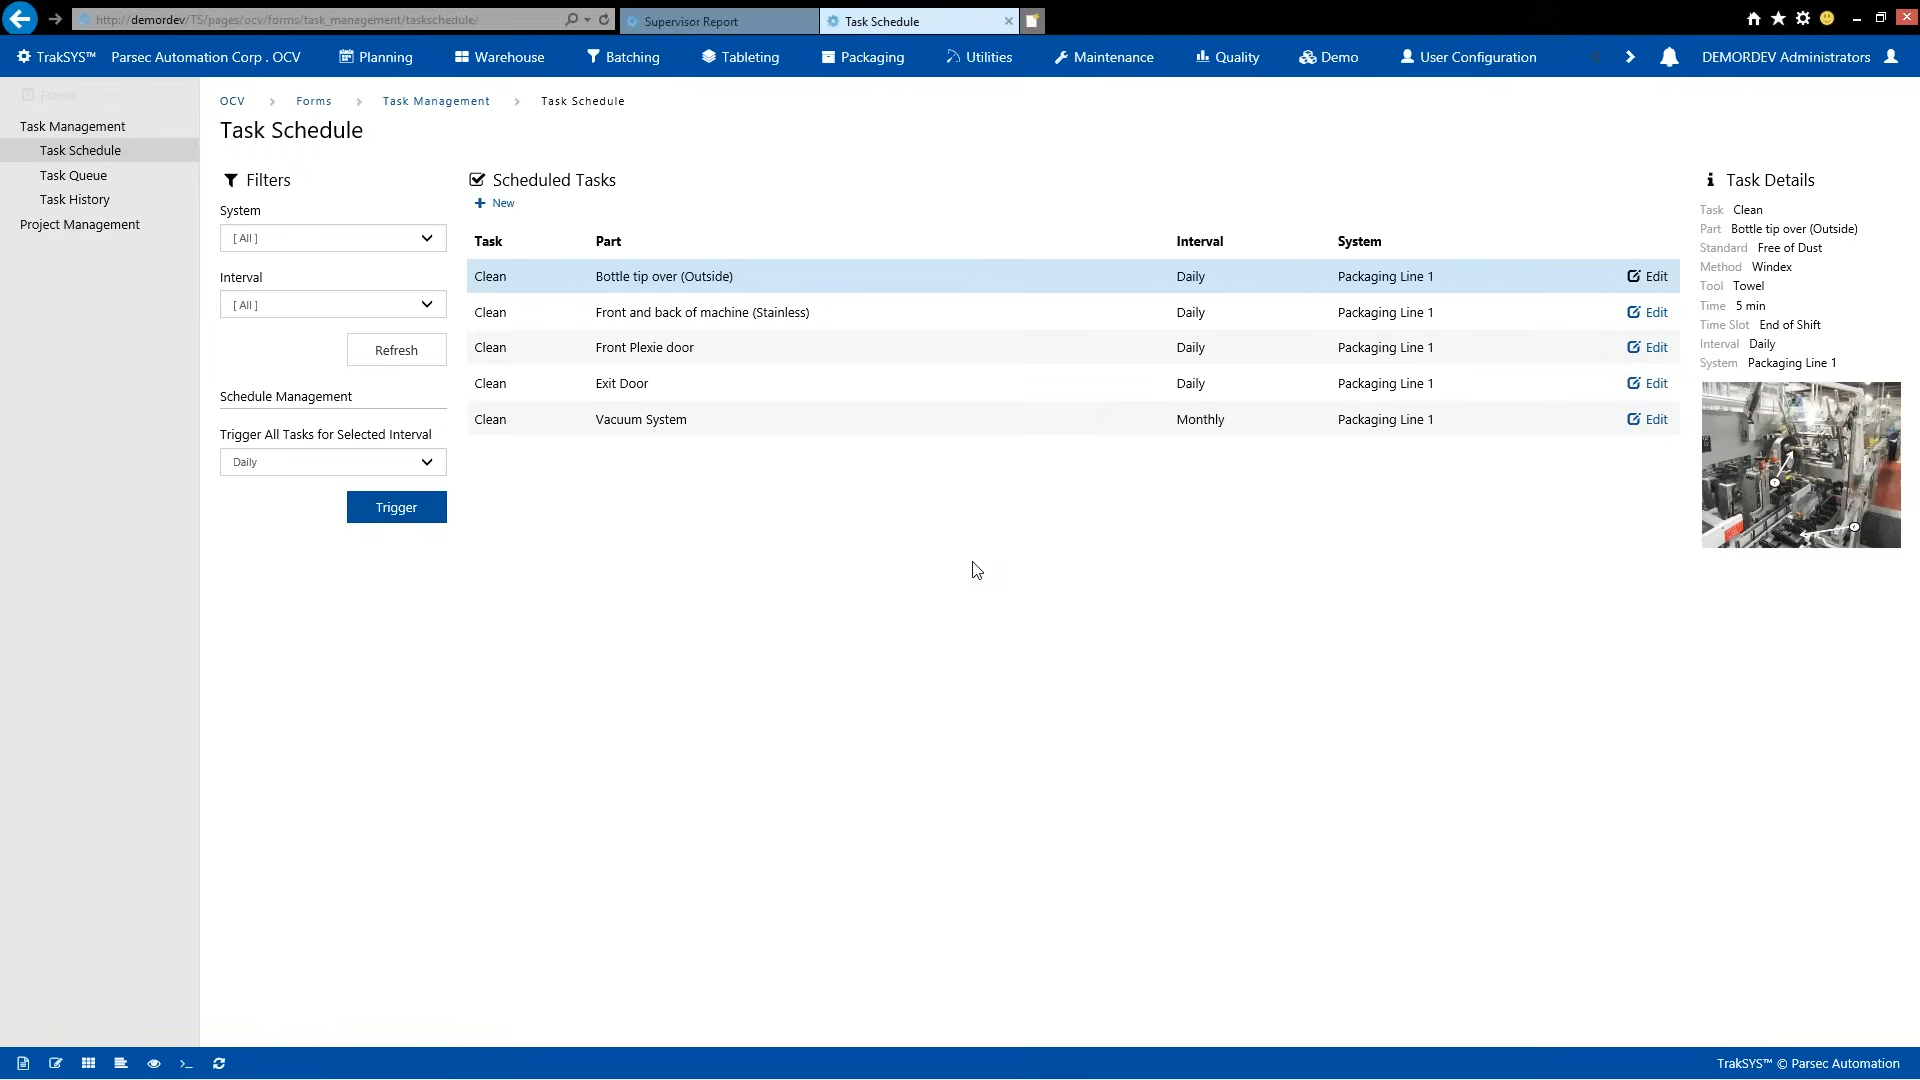 http://demordev/TS/pages/ocv/forms/task_management/taskschedule/
Supervisor Report
Task Schedule
TrakSYS™ Parsec Automation Corp . OCV Planning Warehouse Batching Tableting Packaging Utilities Maintenance Quality Demo User Configuration DEMORDEV Administrators
Forms
Task Management
Task Schedule
Task Queue
Task History
Project Management
OCV > Forms > Task Management > Task Schedule
Task Schedule
Filters
System
[ All ]
Interval
[ All ]
Refresh
Schedule Management
Trigger All Tasks for Selected Interval
Daily
Trigger
Scheduled Tasks
+ New
Task Part Interval System
Clean Bottle tip over (Outside) Daily Packaging Line 1 Edit
Clean Front and back of machine (Stainless) Daily Packaging Line 1 Edit
Clean Front Plexie door Daily Packaging Line 1 Edit
Clean Exit Door Daily Packaging Line 1 Edit
Clean Vacuum System Monthly Packaging Line 1 Edit
Task Details
Task Clean
Part Bottle tip over (Outside)
Standard Free of Dust
Method Windex
Tool Towel
Time 5 min
Time Slot End of Shift
Interval Daily
System Packaging Line 1
TrakSYS™ © Parsec Automation